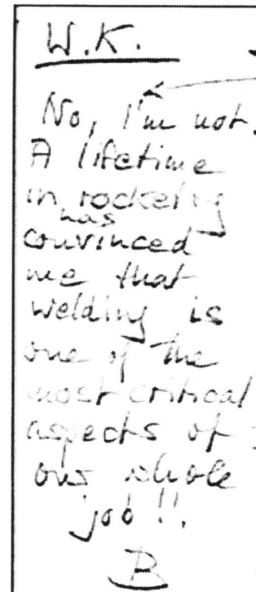 W.K.
No, I'm not.
A lifetime
in rocketry
has
convinced
me that
welding is
one of the
most critical
aspects of
our whole
job!!
B